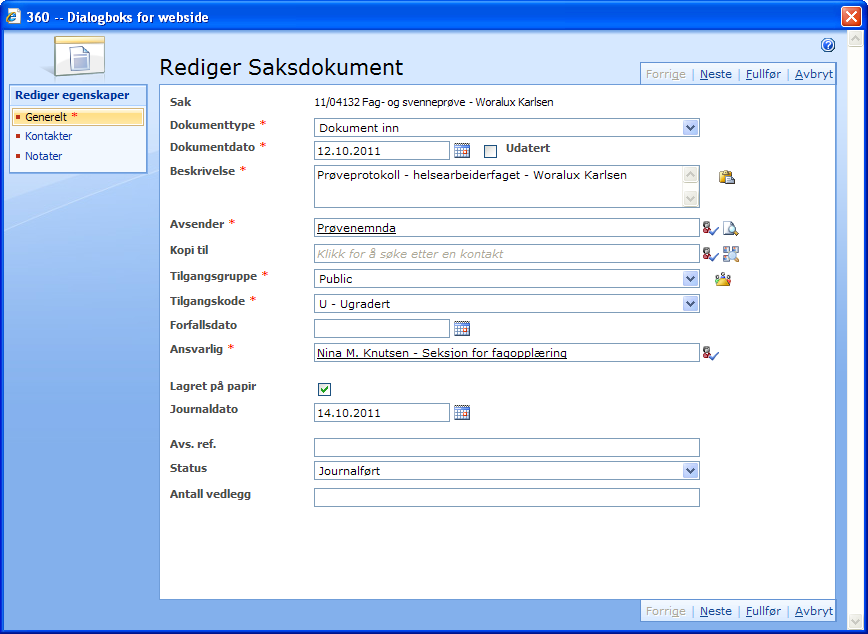 360 -- Dialogboks for webside
Rediger Saksdokument
Forrige | Neste | Fullfør | Avbryt
Rediger egenskaper
Generelt *
Kontakter
Notater
Sak 11/04132 Fag- og svenneprøve - Woralux Karlsen
Dokumenttype * Dokument inn
Dokumentdato * 12.10.2011 Udatert
Beskrivelse * Prøveprotokoll - helsearbeiderfaget - Woralux Karlsen
Avsender * Prøvenemnda
Kopi til Klikk for å søke etter en kontakt
Tilgangsgruppe * Public
Tilgangskode * U - Ugradert
Forfallsdato
Ansvarlig * Nina M. Knutsen - Seksjon for fagopplæring
Lagret på papir
Journaldato 14.10.2011
Avs. ref.
Status Journalført
Antall vedlegg
Forrige | Neste | Fullfør | Avbryt